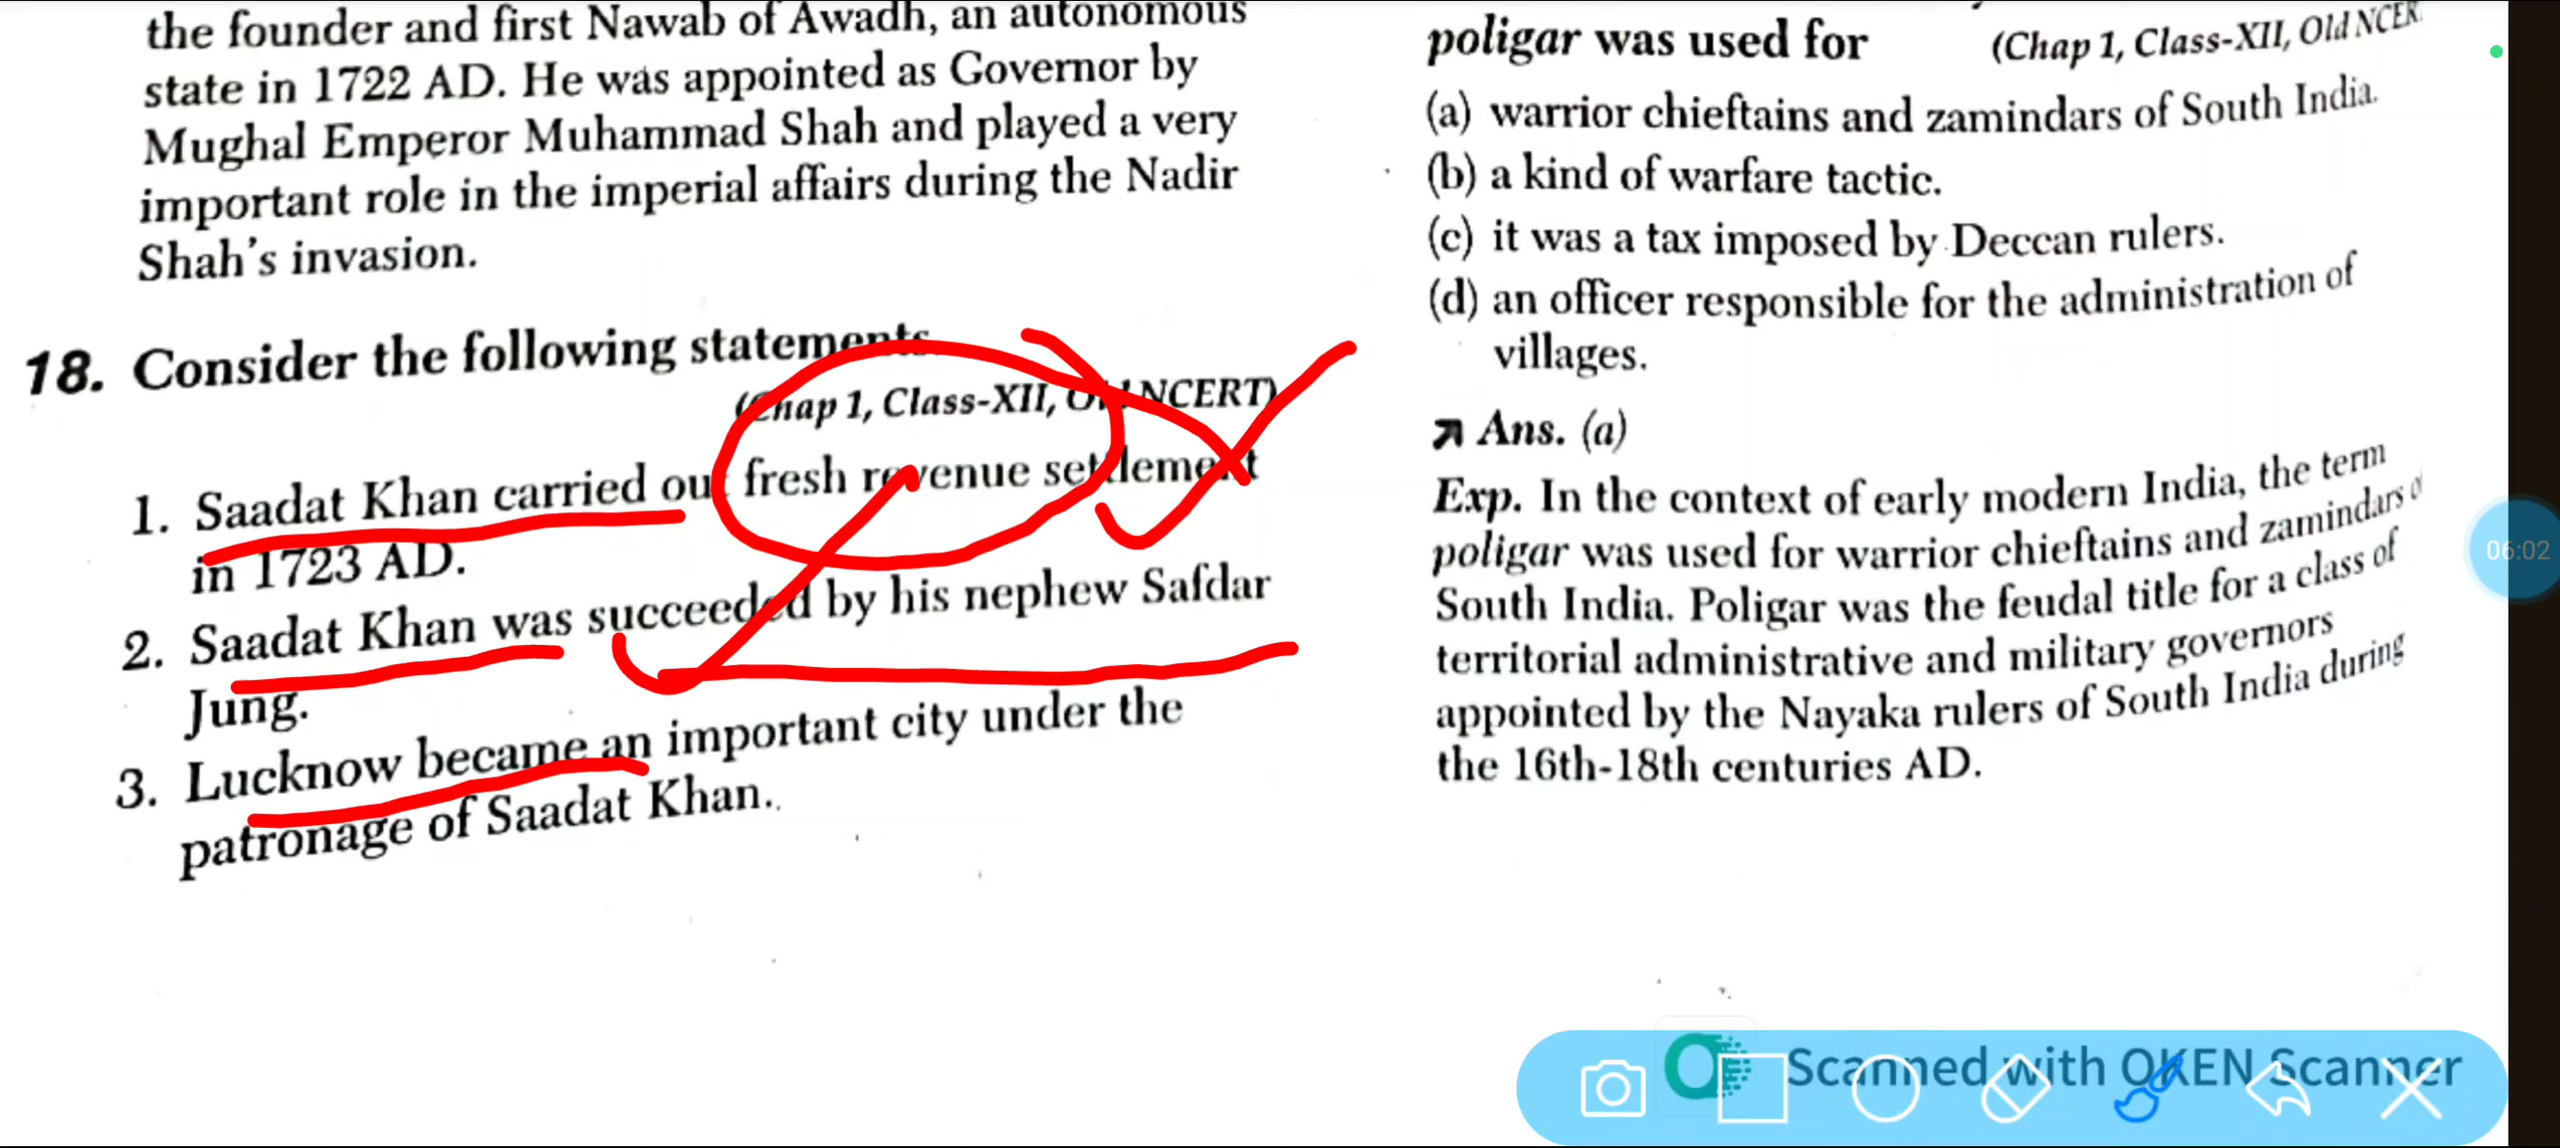 the founder and first Nawab of Awadh, an autonomous
state in 1722 AD. He was appointed as Governor by
Mughal Emperor Muhammad Shah and played a very
important role in the imperial affairs during the Nadir
Shah's invasion.
18. Consider the following statements
(Chap 1, Class-XII, Old NCERT)
1. Saadat Khan carried out fresh revenue settlement
in 1723 AD.
2. Saadat Khan was succeeded by his nephew Safdar
Jung.
3. Lucknow became an important city under the
patronage of Saadat Khan.
poligar was used for
(Chap 1, Class-XII, Old NCER
(a) warrior chieftains and zamindars of South India.
(b) a kind of warfare tactic.
(c) it was a tax imposed by Deccan rulers.
(d) an officer responsible for the administration of
villages.
Ans. (a)
Exp. In the context of early modern India, the term
poligar was used for warrior chieftains and zamindars o
South India. Poligar was the feudal title for a class of
territorial administrative and military governors
appointed by the Nayaka rulers of South India during
the 16th-18th centuries AD.
06:02
Scanned with OKEN Scanner